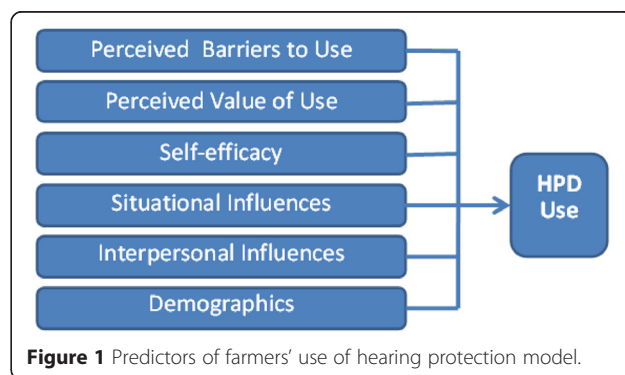 Perceived Barriers to Use
Perceived Value of Use
Self-efficacy
Situational Influences
Interpersonal Influences
Demographics
HPD
Use
Figure 1 Predictors of farmers’ use of hearing protection model.